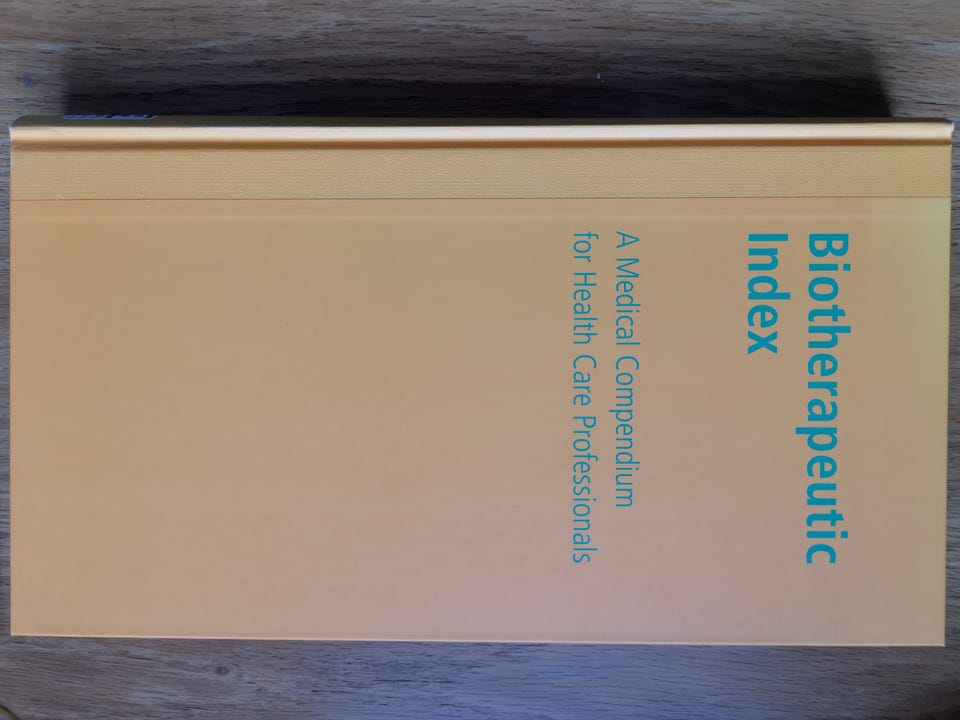 Biotherapeutic
Index
A Medical Compendium
for Health Care Professionals